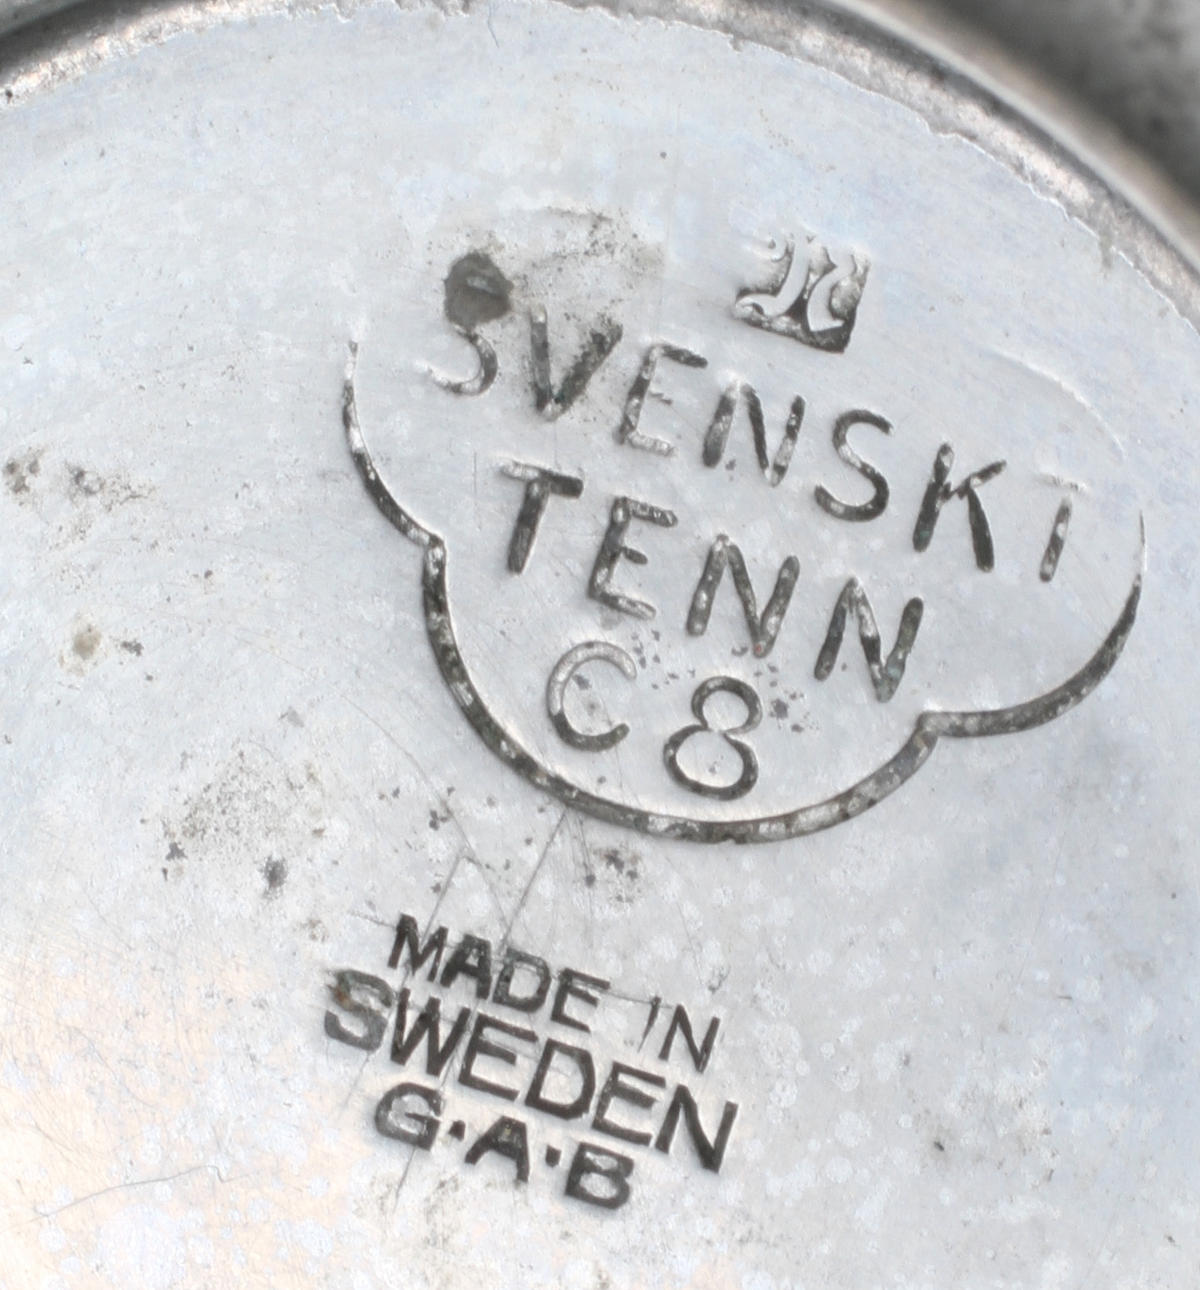 SVENSKT
TENN
C8
MADE IN
SWEDEN
G.A.B